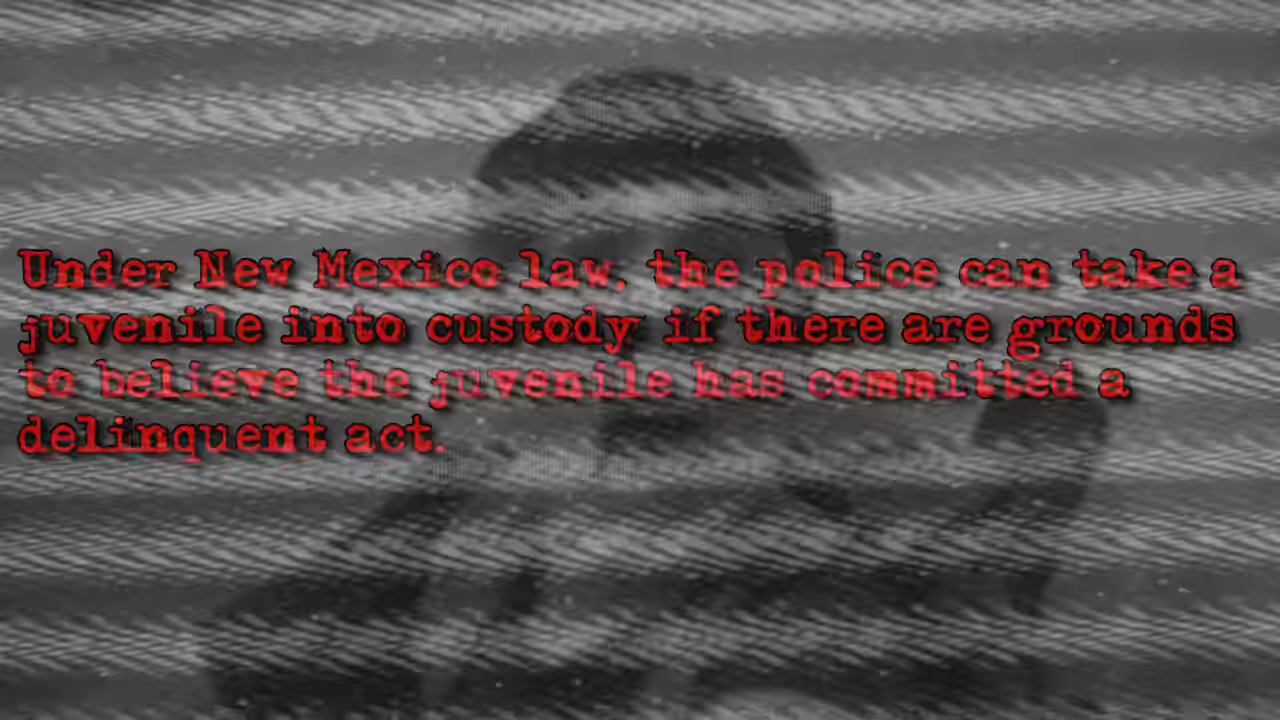 Under New Mexico law, the police can take a
juvenile into custody if there are grounds
to believe the juvenile has committed a
delinquent act.